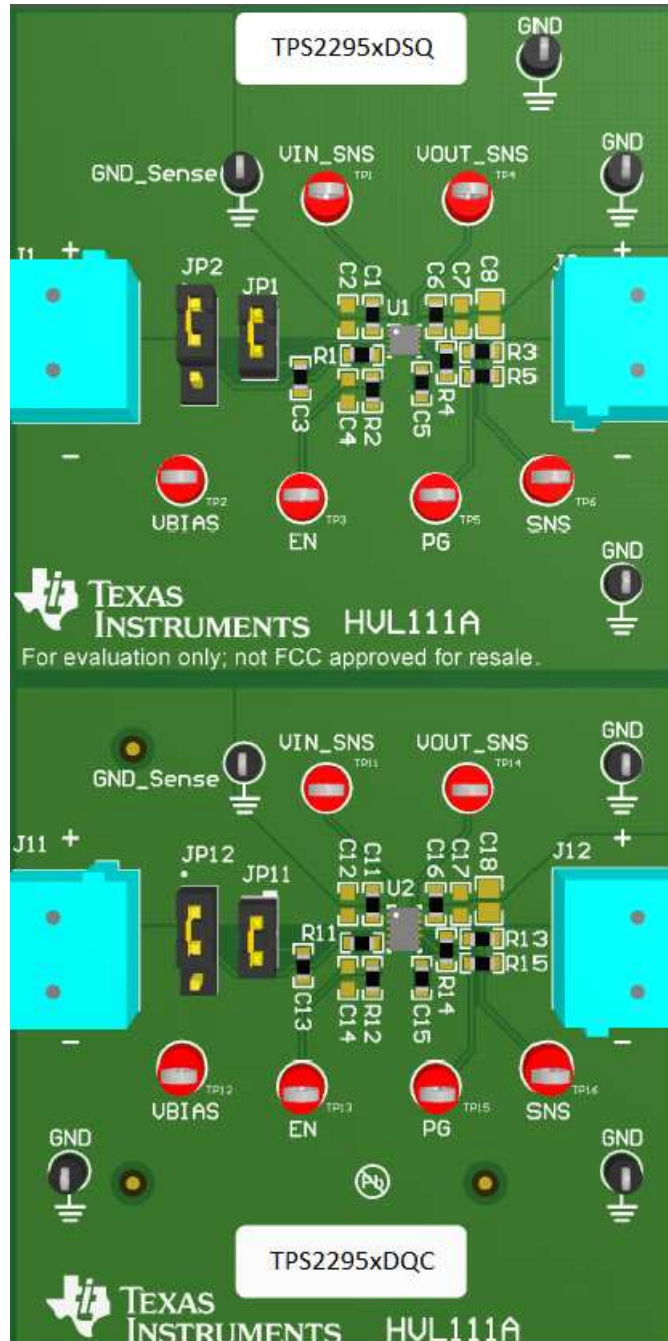 TPS2295xDSQ
GND
VIN_SNS
VOUT_SNS
GND
GND_Sense
TP1
TP4
J1
+
+
JP2
JP1
C2
C1
U1
C6
C7
C8
R1
R3
R5
C3
C4
R2
C5
R4
-
-
TP2
TP3
TP5
TP6
VBIAS
EN
PG
SNS
GND
TEXAS
INSTRUMENTS
HVL111A
For evaluation only; not FCC approved for resale.
VIN_SNS
VOUT_SNS
GND
GND_Sense
TP11
TP14
J11
+
+
JP12
JP11
C12
C11
U2
C16
C17
C18
J12
R11
R13
R15
C13
C14
R12
C15
R14
-
-
TP12
TP13
TP15
TP16
VBIAS
EN
PG
SNS
GND
GND
Pb
TPS2295xDQC
TEXAS
INSTRUMENTS
HVL111A